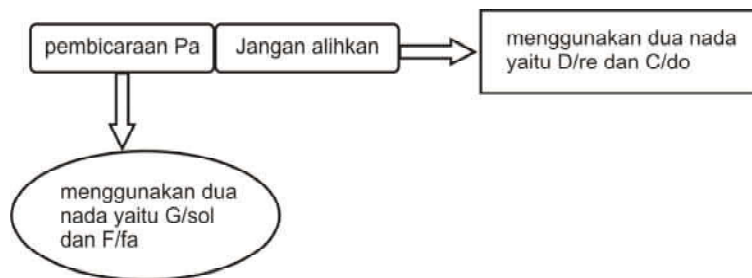 pembicaraan Pa
Jangan alihkan
menggunakan dua nada
yaitu D/re dan C/do
menggunakan dua
nada yaitu G/sol
dan F/fa